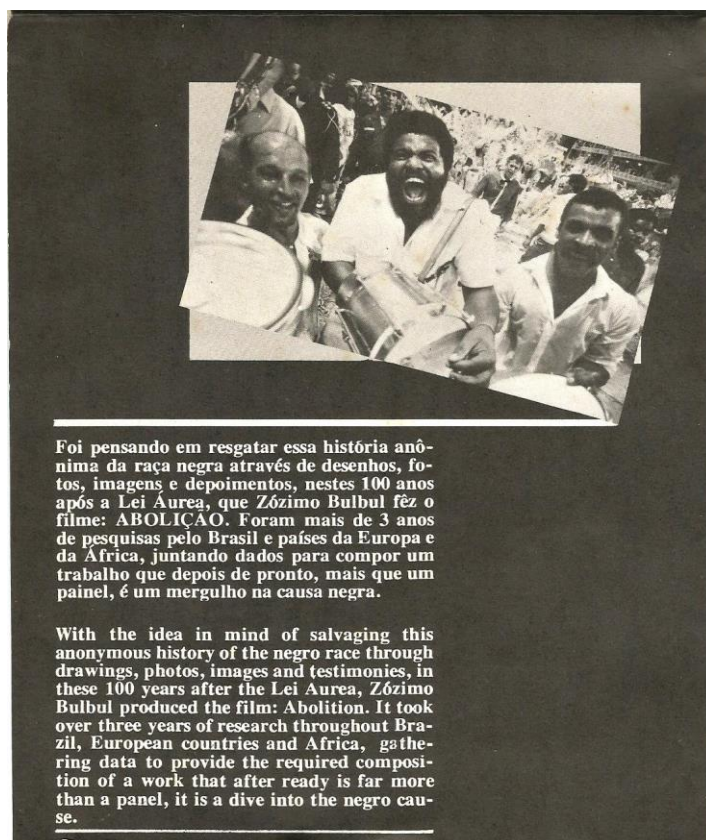 Foi pensando em resgatar essa história anô-
nima da raça negra através de desenhos, fo-
tos, imagens e depoimentos, nestes 100 anos
após a Lei Áurea, que Zózimo Bulbul fêz o
filme: ABOLIÇÃO. Foram mais de 3 anos
de pesquisas pelo Brasil e países da Europa e
da África, juntando dados para compor um
trabalho que depois de pronto, mais que um
painel, é um mergulho na causa negra.
With the idea in mind of salvaging this
anonymous history of the negro race through
drawings, photos, images and testimonies, in
these 100 years after the Lei Aurea, Zózimo
Bulbul produced the film: Abolition. It took
over three years of research throughout Bra-
zil, European countries and Africa, gathe-
ring data to provide the required composi-
tion of a work that after ready is far more
than a panel, it is a dive into the negro cau-
se.